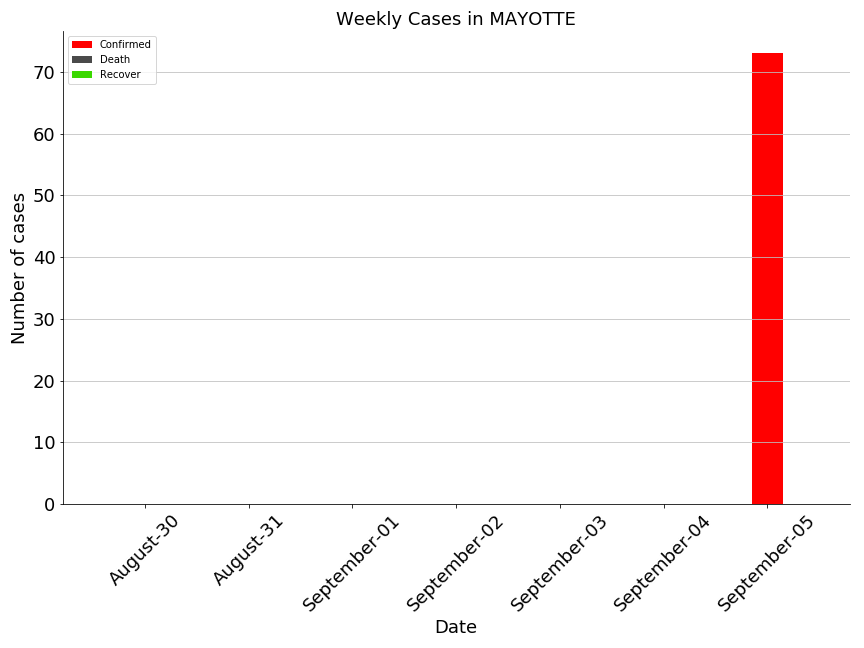 Weekly Cases in MAYOTTE
Confirmed
Death
Recover
Number of cases
70
60
50
40
30
20
10
0
August-30
August-31
September-01
September-02
September-03
September-04
September-05
Date